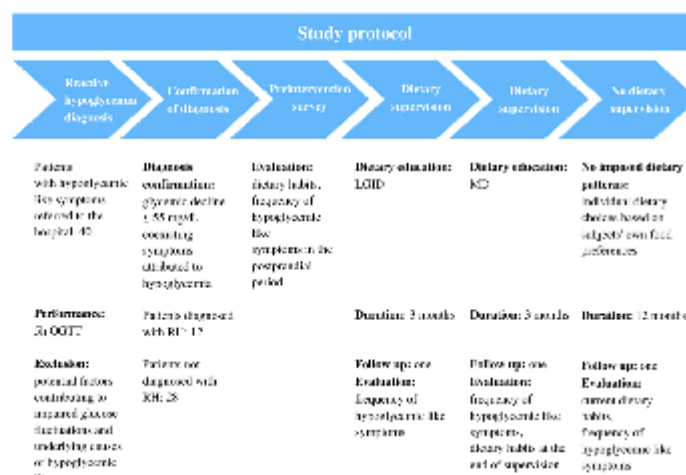 Study protocol
Reactive
hypoglycemia
diagnosis
Confirmation
of diagnosis
Preintervention
survey
Dietary
supervision
Dietary
supervision
No dietary
supervision
Patients
with hypoglycemic
like symptoms
referred to the
hospital: 40
Performance:
5h OGTT
Exclusion:
potential factors
contributing to
impaired glucose
fluctuations and
underlying causes
of hypoglycemic
Diagnosis
confirmation:
glycemic decline
≤ 55 mg/dL
coexisting
symptoms
attributed to
hypoglycemia
Patients diagnosed
with RH: 12
Patients not
diagnosed with
RH: 28
Evaluation:
dietary habits,
frequency of
hypoglycemic
like
symptoms in the
postprandial
period
Dietary education:
LGID
Duration: 3 months
Follow up: one
Evaluation:
frequency of
hypoglycemic like
symptoms
Dietary education:
MD
Duration: 3 months
Follow up: one
Evaluation:
frequency of
hypoglycemic like
symptoms,
dietary habits at the
end of supervision
No imposed dietary
patterns:
individual dietary
choices based on
subjects' own food
preferences
Duration: 12 months
Follow up: one
Evaluation:
current dietary
habits,
frequency of
hypoglycemic like
symptoms